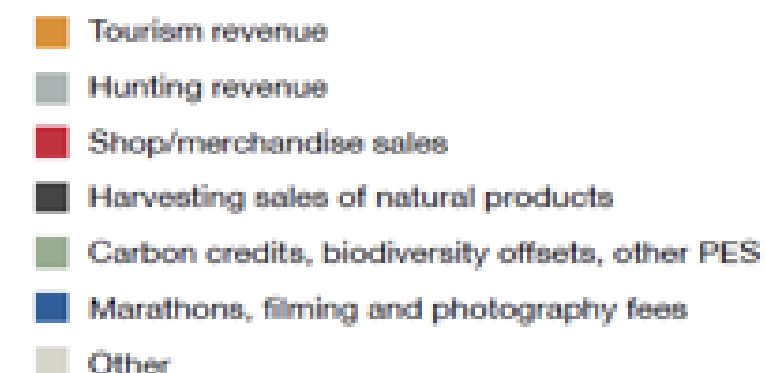 Tourism revenue
Hunting revenue
Shop/merchandise sales
Harvesting sales of natural products
Carbon credits, biodiversity offsets, other PES
Marathons, filming and photography fees
Other